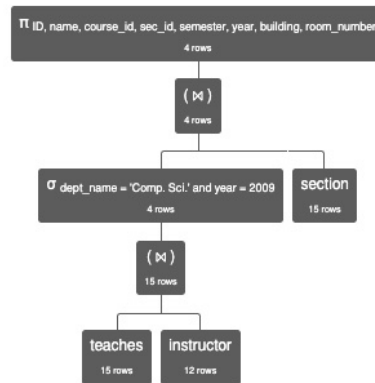 π ID, name, course_id, sec_id, semester, year, building, room_number
4 rows
(⋈)
4 rows
σ dept_name = 'Comp. Sci.' and year = 2009
4 rows
section
15 rows
(⋈)
15 rows
teaches
15 rows
instructor
12 rows